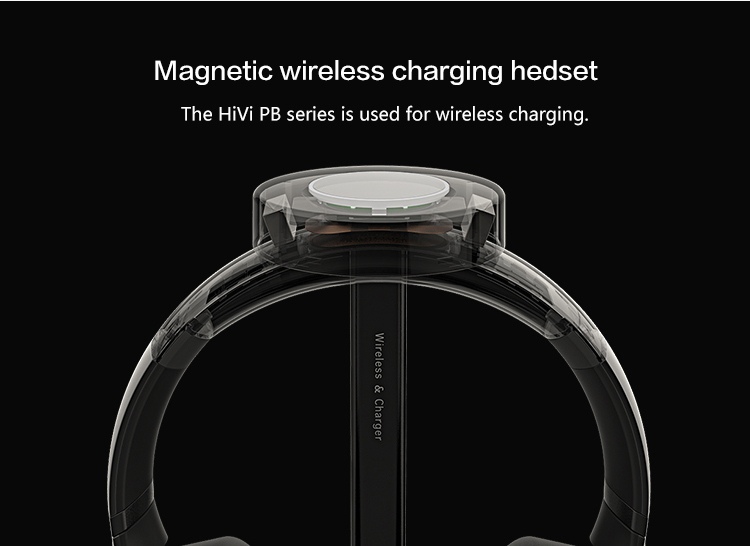 Magnetic wireless charging hedset
The HiVi PB series is used for wireless charging.
Wireless & Charger